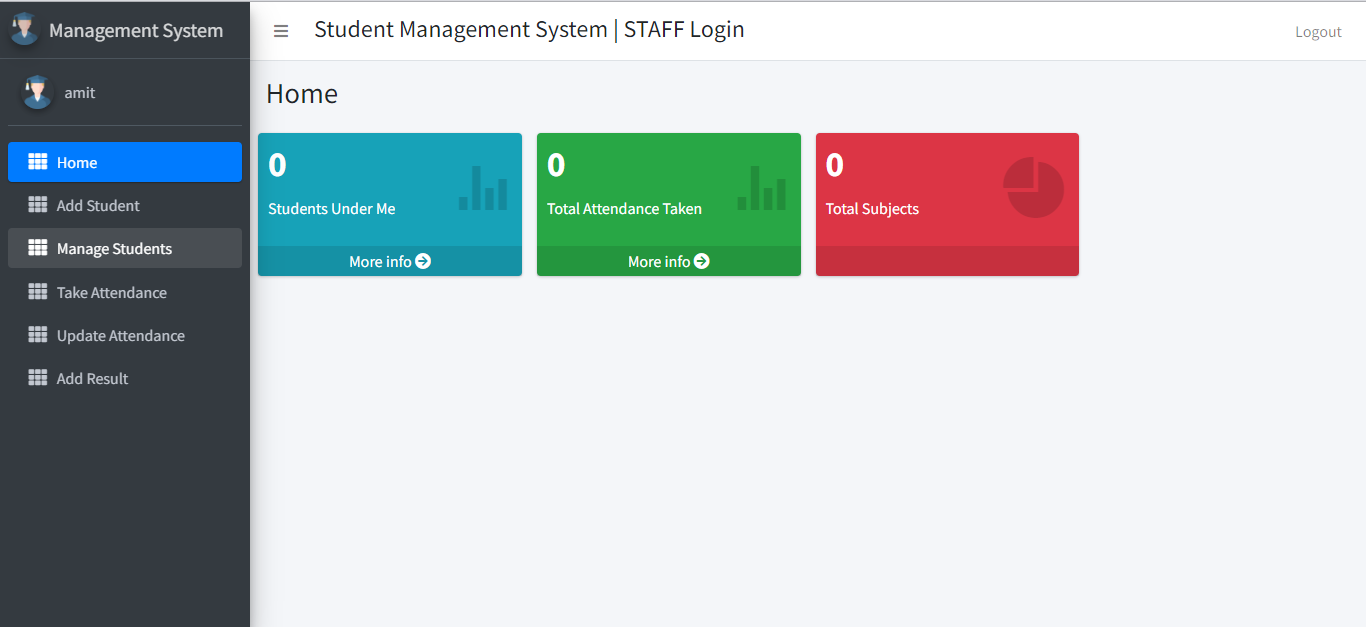 Management System
Student Management System | STAFF Login
Logout
amit
Home
Add Student
Manage Students
Take Attendance
Update Attendance
Add Result
Home
0
Students Under Me
More info
0
Total Attendance Taken
More info
0
Total Subjects